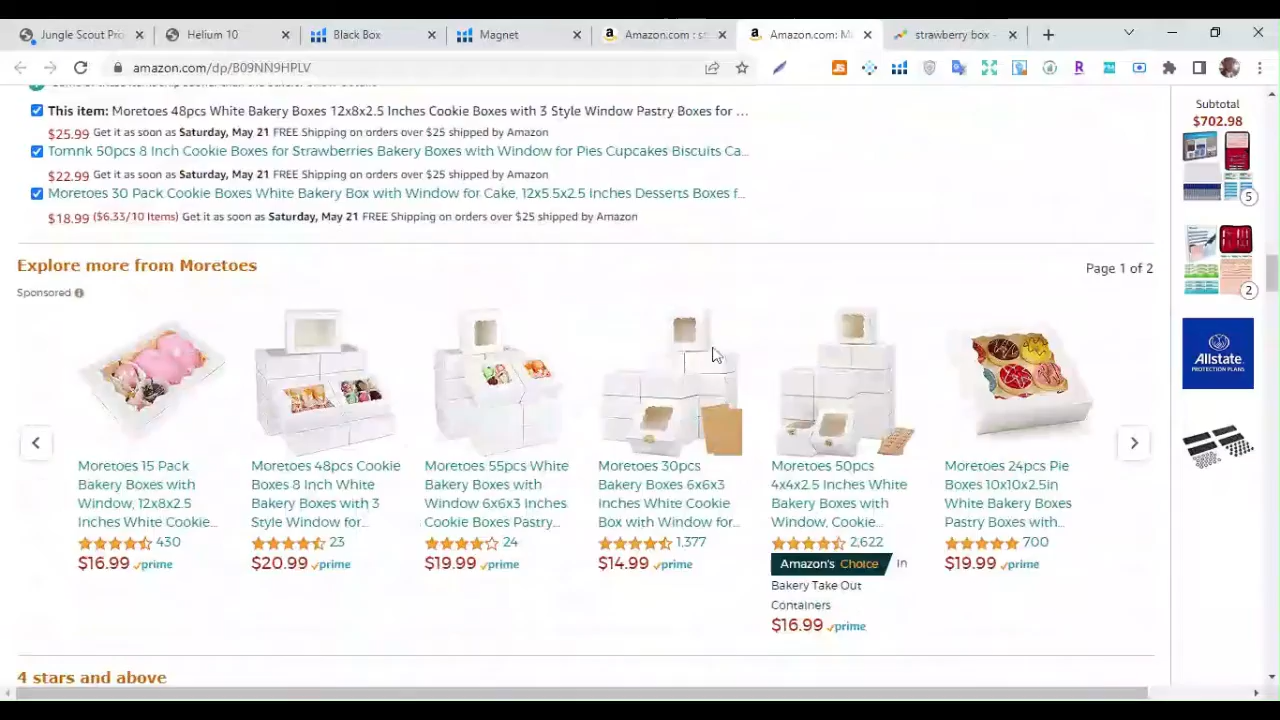 Jungle Scout Pro
Helium 10
Black Box
Magnet
Amazon.com : s
Amazon.com: M
strawberry box -
amazon.com/dp/B09NN9HPLV
This item: Moretoes 48pcs White Bakery Boxes 12x8x2.5 Inches Cookie Boxes with 3 Style Window Pastry Boxes for ...
$25.99 Get it as soon as Saturday, May 21 FREE Shipping on orders over $25 shipped by Amazon
Tomnk 50pcs 8 Inch Cookie Boxes for Strawberries Bakery Boxes with Window for Pies Cupcakes Biscuits Ca...
$22.99 Get it as soon as Saturday, May 21 FREE Shipping on orders over $25 shipped by Amazon
Moretoes 30 Pack Cookie Boxes White Bakery Box with Window for Cake, 12x5.5x2.5 Inches Desserts Boxes f...
$18.99 ($6.33/10 Items) Get it as soon as Saturday, May 21 FREE Shipping on orders over $25 shipped by Amazon
Explore more from Moretoes
Page 1 of 2
Sponsored
Moretoes 15 Pack
Bakery Boxes with
Window, 12x8x2.5
Inches White Cookie...
430
$16.99 prime
Moretoes 48pcs Cookie
Boxes 8 Inch White
Bakery Boxes with 3
Style Window for...
23
$20.99 prime
Moretoes 55pcs White
Bakery Boxes with
Window 6x6x3 Inches
Cookie Boxes Pastry...
24
$19.99 prime
Moretoes 30pcs
Bakery Boxes 6x6x3
inches White Cookie
Box with Window for...
1,377
$14.99 prime
Moretoes 50pcs
4x4x2.5 Inches White
Bakery Boxes with
Window, Cookie...
2,622
Amazon's Choice in
Bakery Take Out
Containers
$16.99 prime
Moretoes 24pcs Pie
Boxes 10x10x2.5in
White Bakery Boxes
Pastry Boxes with...
700
$19.99 prime
4 stars and above
Subtotal
$702.98
5
2
Allstate
PROTECTION PLANS